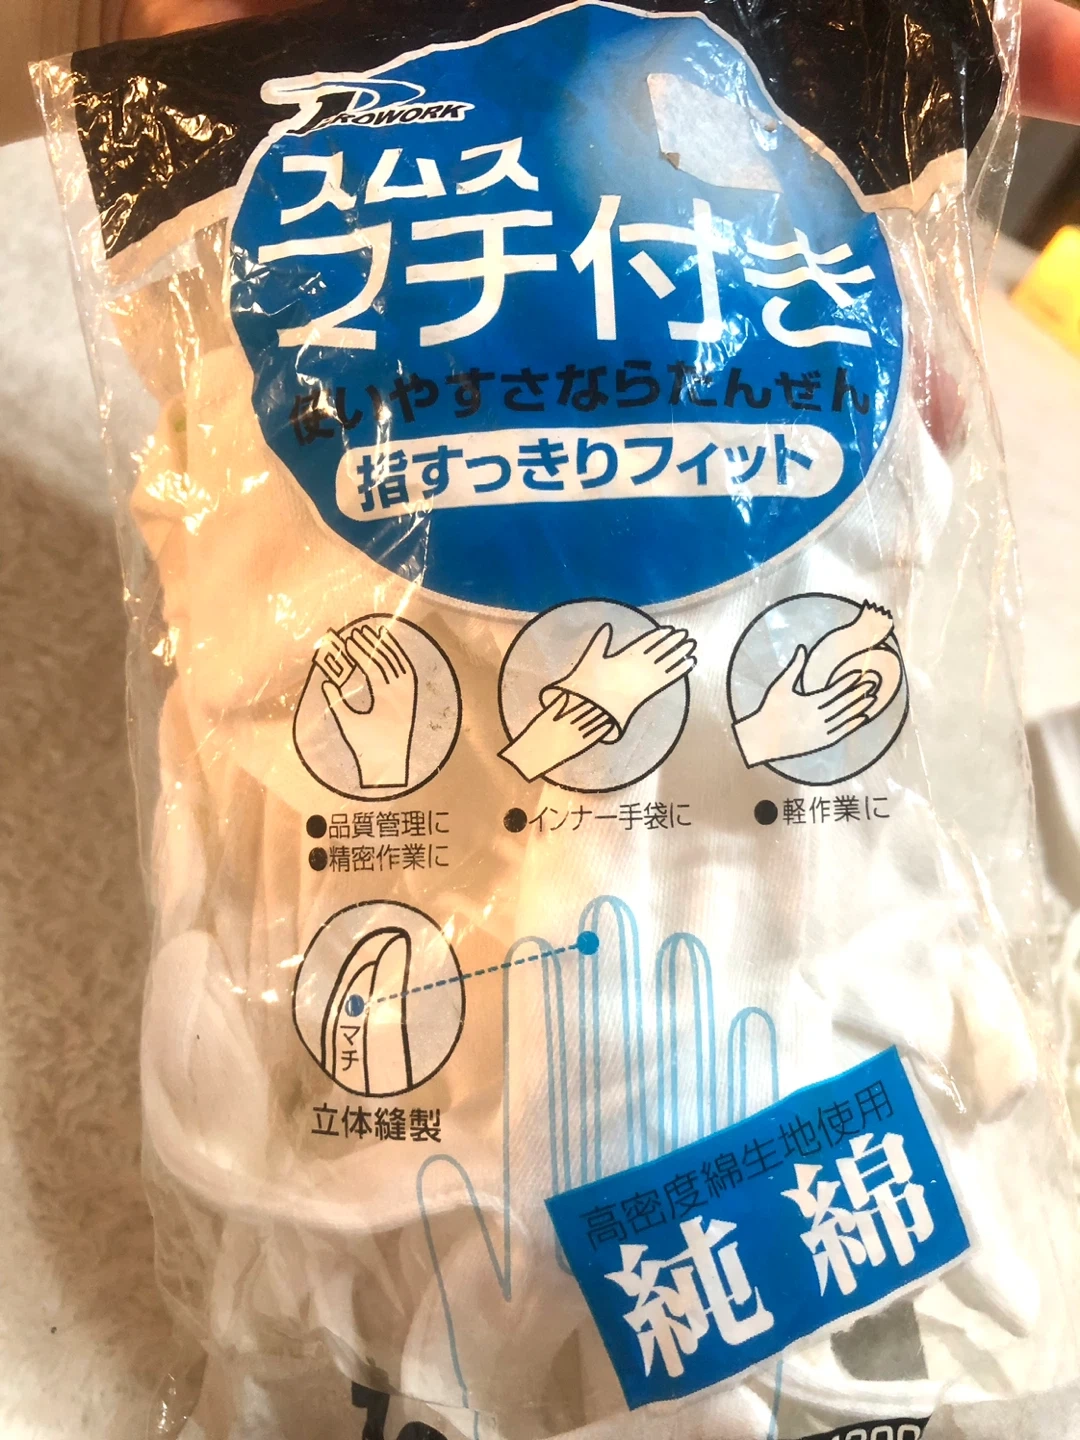 PROWORK
スムス
マチ付き
使いやすさならだんぜん
指すっきりフィット
●品質管理に
●精密作業に
●インナー手袋に
●軽作業に
マチ
立体縫製
高密度綿生地使用
純綿